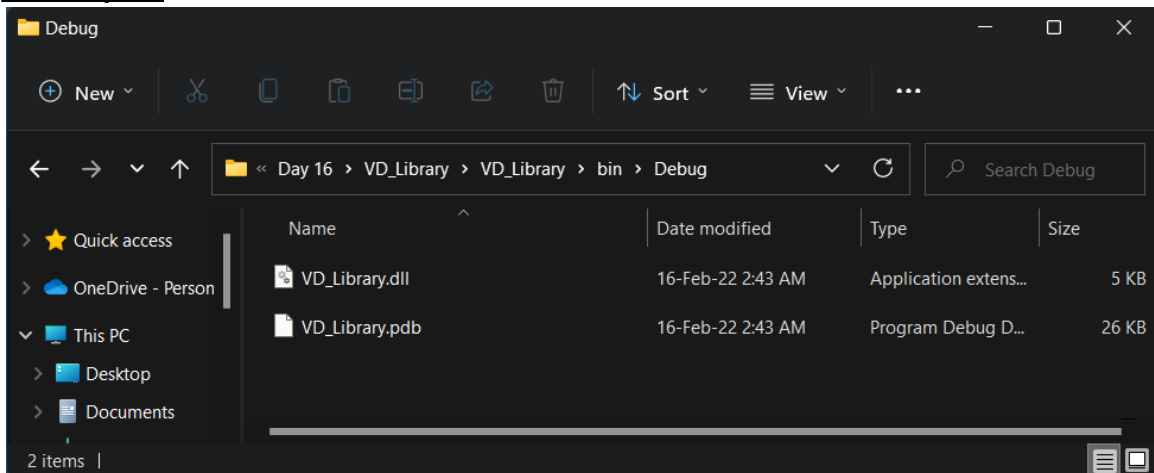 Debug
New
Sort
View
« Day 16 > VD_Library > VD_Library > bin > Debug
Search Debug
Name Date modified Type Size
Quick access
OneDrive - Person
This PC
Desktop
Documents
VD_Library.dll 16-Feb-22 2:43 AM Application extens... 5 KB
VD_Library.pdb 16-Feb-22 2:43 AM Program Debug D... 26 KB
2 items